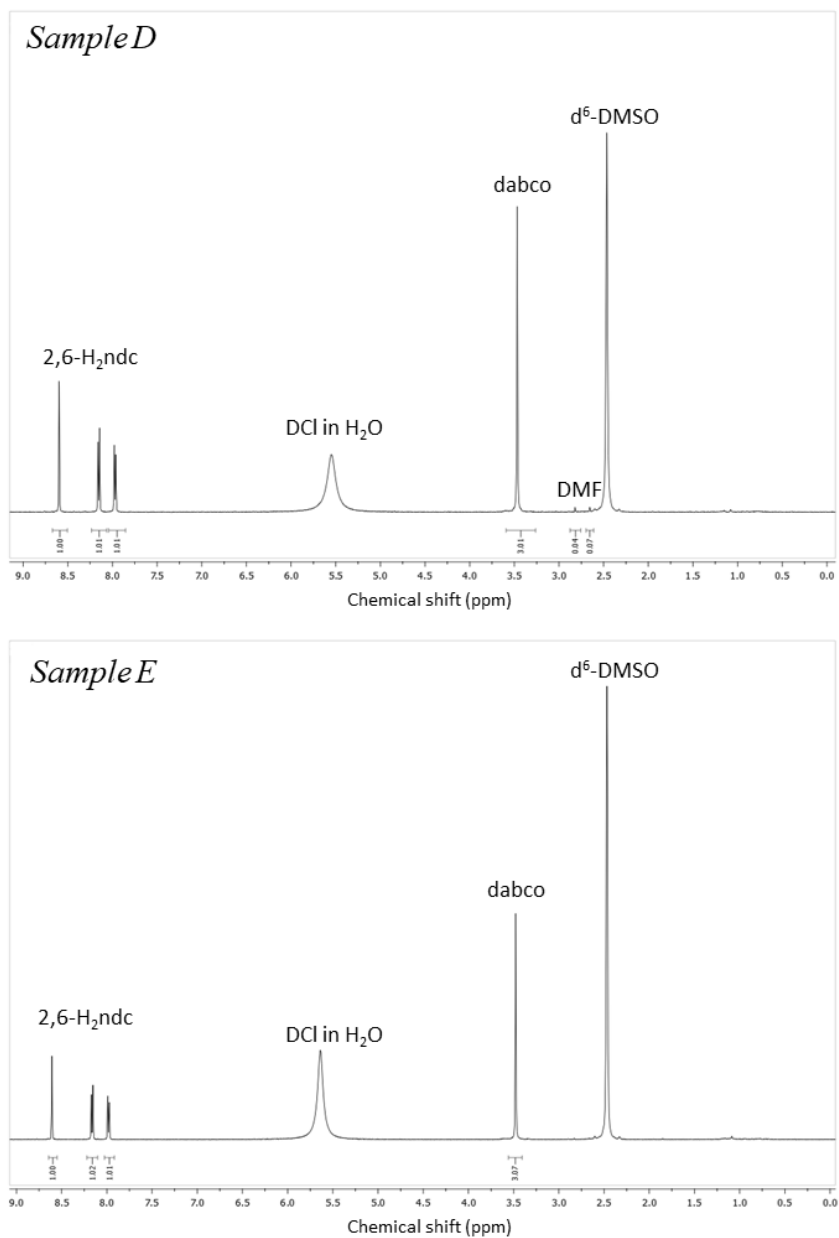 Sample D
d⁶-DMSO
dabco
2,6-H₂ndc
DCl in H₂O
DMF
1.00 1.01 1.01 3.01 0.04 0.07
9.0 8.5 8.0 7.5 7.0 6.5 6.0 5.5 5.0 4.5 4.0 3.5 3.0 2.5 2.0 1.5 1.0 0.5 0.0
Chemical shift (ppm)
Sample E
d⁶-DMSO
dabco
2,6-H₂ndc
DCl in H₂O
1.00 1.02 1.01 3.07
9.0 8.5 8.0 7.5 7.0 6.5 6.0 5.5 5.0 4.5 4.0 3.5 3.0 2.5 2.0 1.5 1.0 0.5 0.0
Chemical shift (ppm)